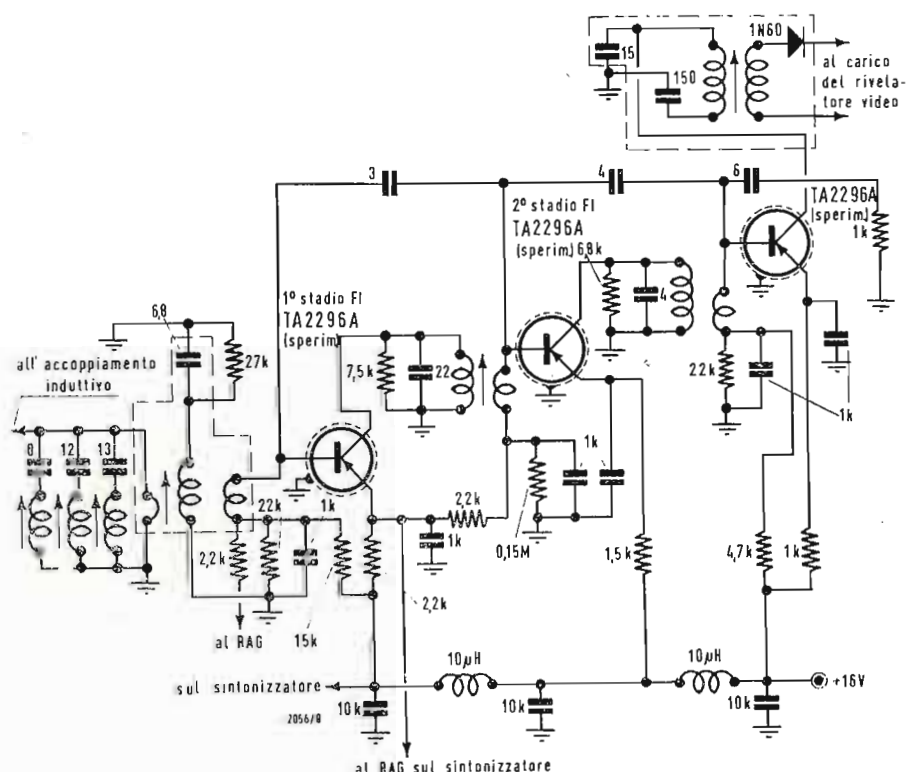 1N60
15
150
al carico
del rivela-
tore video
3
4
6
TA2296A
(sperim.)
1k
2º stadio FI
TA2296A
(sperim.)
6,8k
4
1º stadio FI
TA2296A
(sperim.)
6,8
27k
7,5k
22
all' accoppiamento
induttivo
8
12
13
22k
1k
1k
2,2k
22k
1k
2,2k
1k
0,15M
1,5k
4,7k
1k
2,2k
al RAG
15k
10µH
10µH
sul sintonizzatore
+16V
10k
10k
10k
2056/8
al RAG sul sintonizzatore